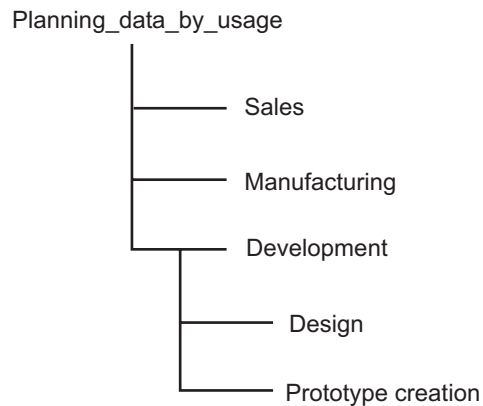 Planning_data_by_usage
Sales
Manufacturing
Development
Design
Prototype creation